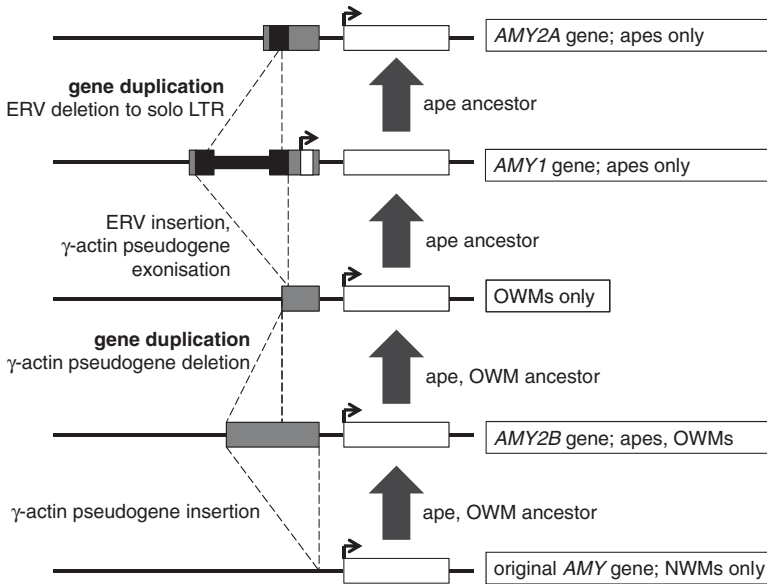 AMY2A gene; apes only
gene duplication
ERV deletion to solo LTR
ape ancestor
AMY1 gene; apes only
ERV insertion,
γ-actin pseudogene
exonisation
ape ancestor
OWMs only
gene duplication
γ-actin pseudogene deletion
ape, OWM ancestor
AMY2B gene; apes, OWMs
γ-actin pseudogene insertion
ape, OWM ancestor
original AMY gene; NWMs only